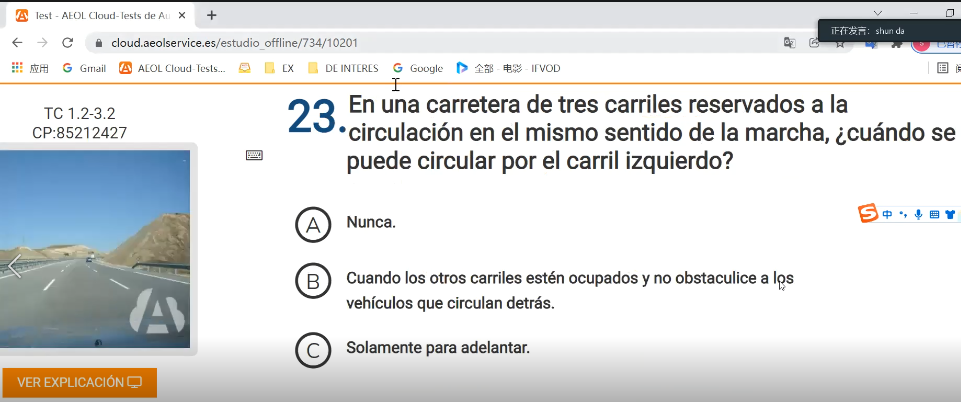 Test - AEOL Cloud-Tests de Au
正在发言: shun da
cloud.aeolservice.es/estudio_offline/734/10201
应用
Gmail
AEOL Cloud-Tests...
EX
DE INTERES
Google
全部 - 电影 - IFVOD
TC 1.2-3.2
CP:85212427
23.
En una carretera de tres carriles reservados a la
circulación en el mismo sentido de la marcha, ¿cuándo se
puede circular por el carril izquierdo?
A Nunca.
B Cuando los otros carriles estén ocupados y no obstaculice a los
vehículos que circulan detrás.
C Solamente para adelantar.
中
VER EXPLICACIÓN